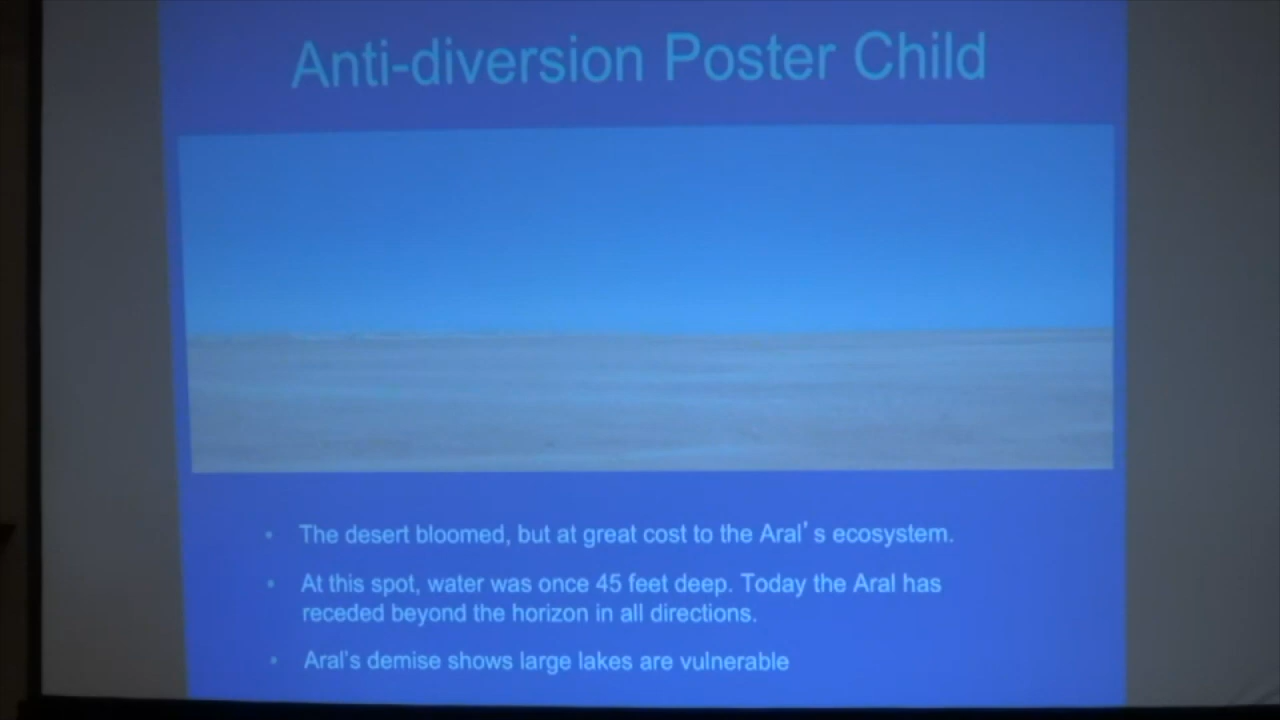 Anti-diversion Poster Child
• The desert bloomed, but at great cost to the Aral's ecosystem.
• At this spot, water was once 45 feet deep. Today the Aral has
receded beyond the horizon in all directions.
• Aral's demise shows large lakes are vulnerable